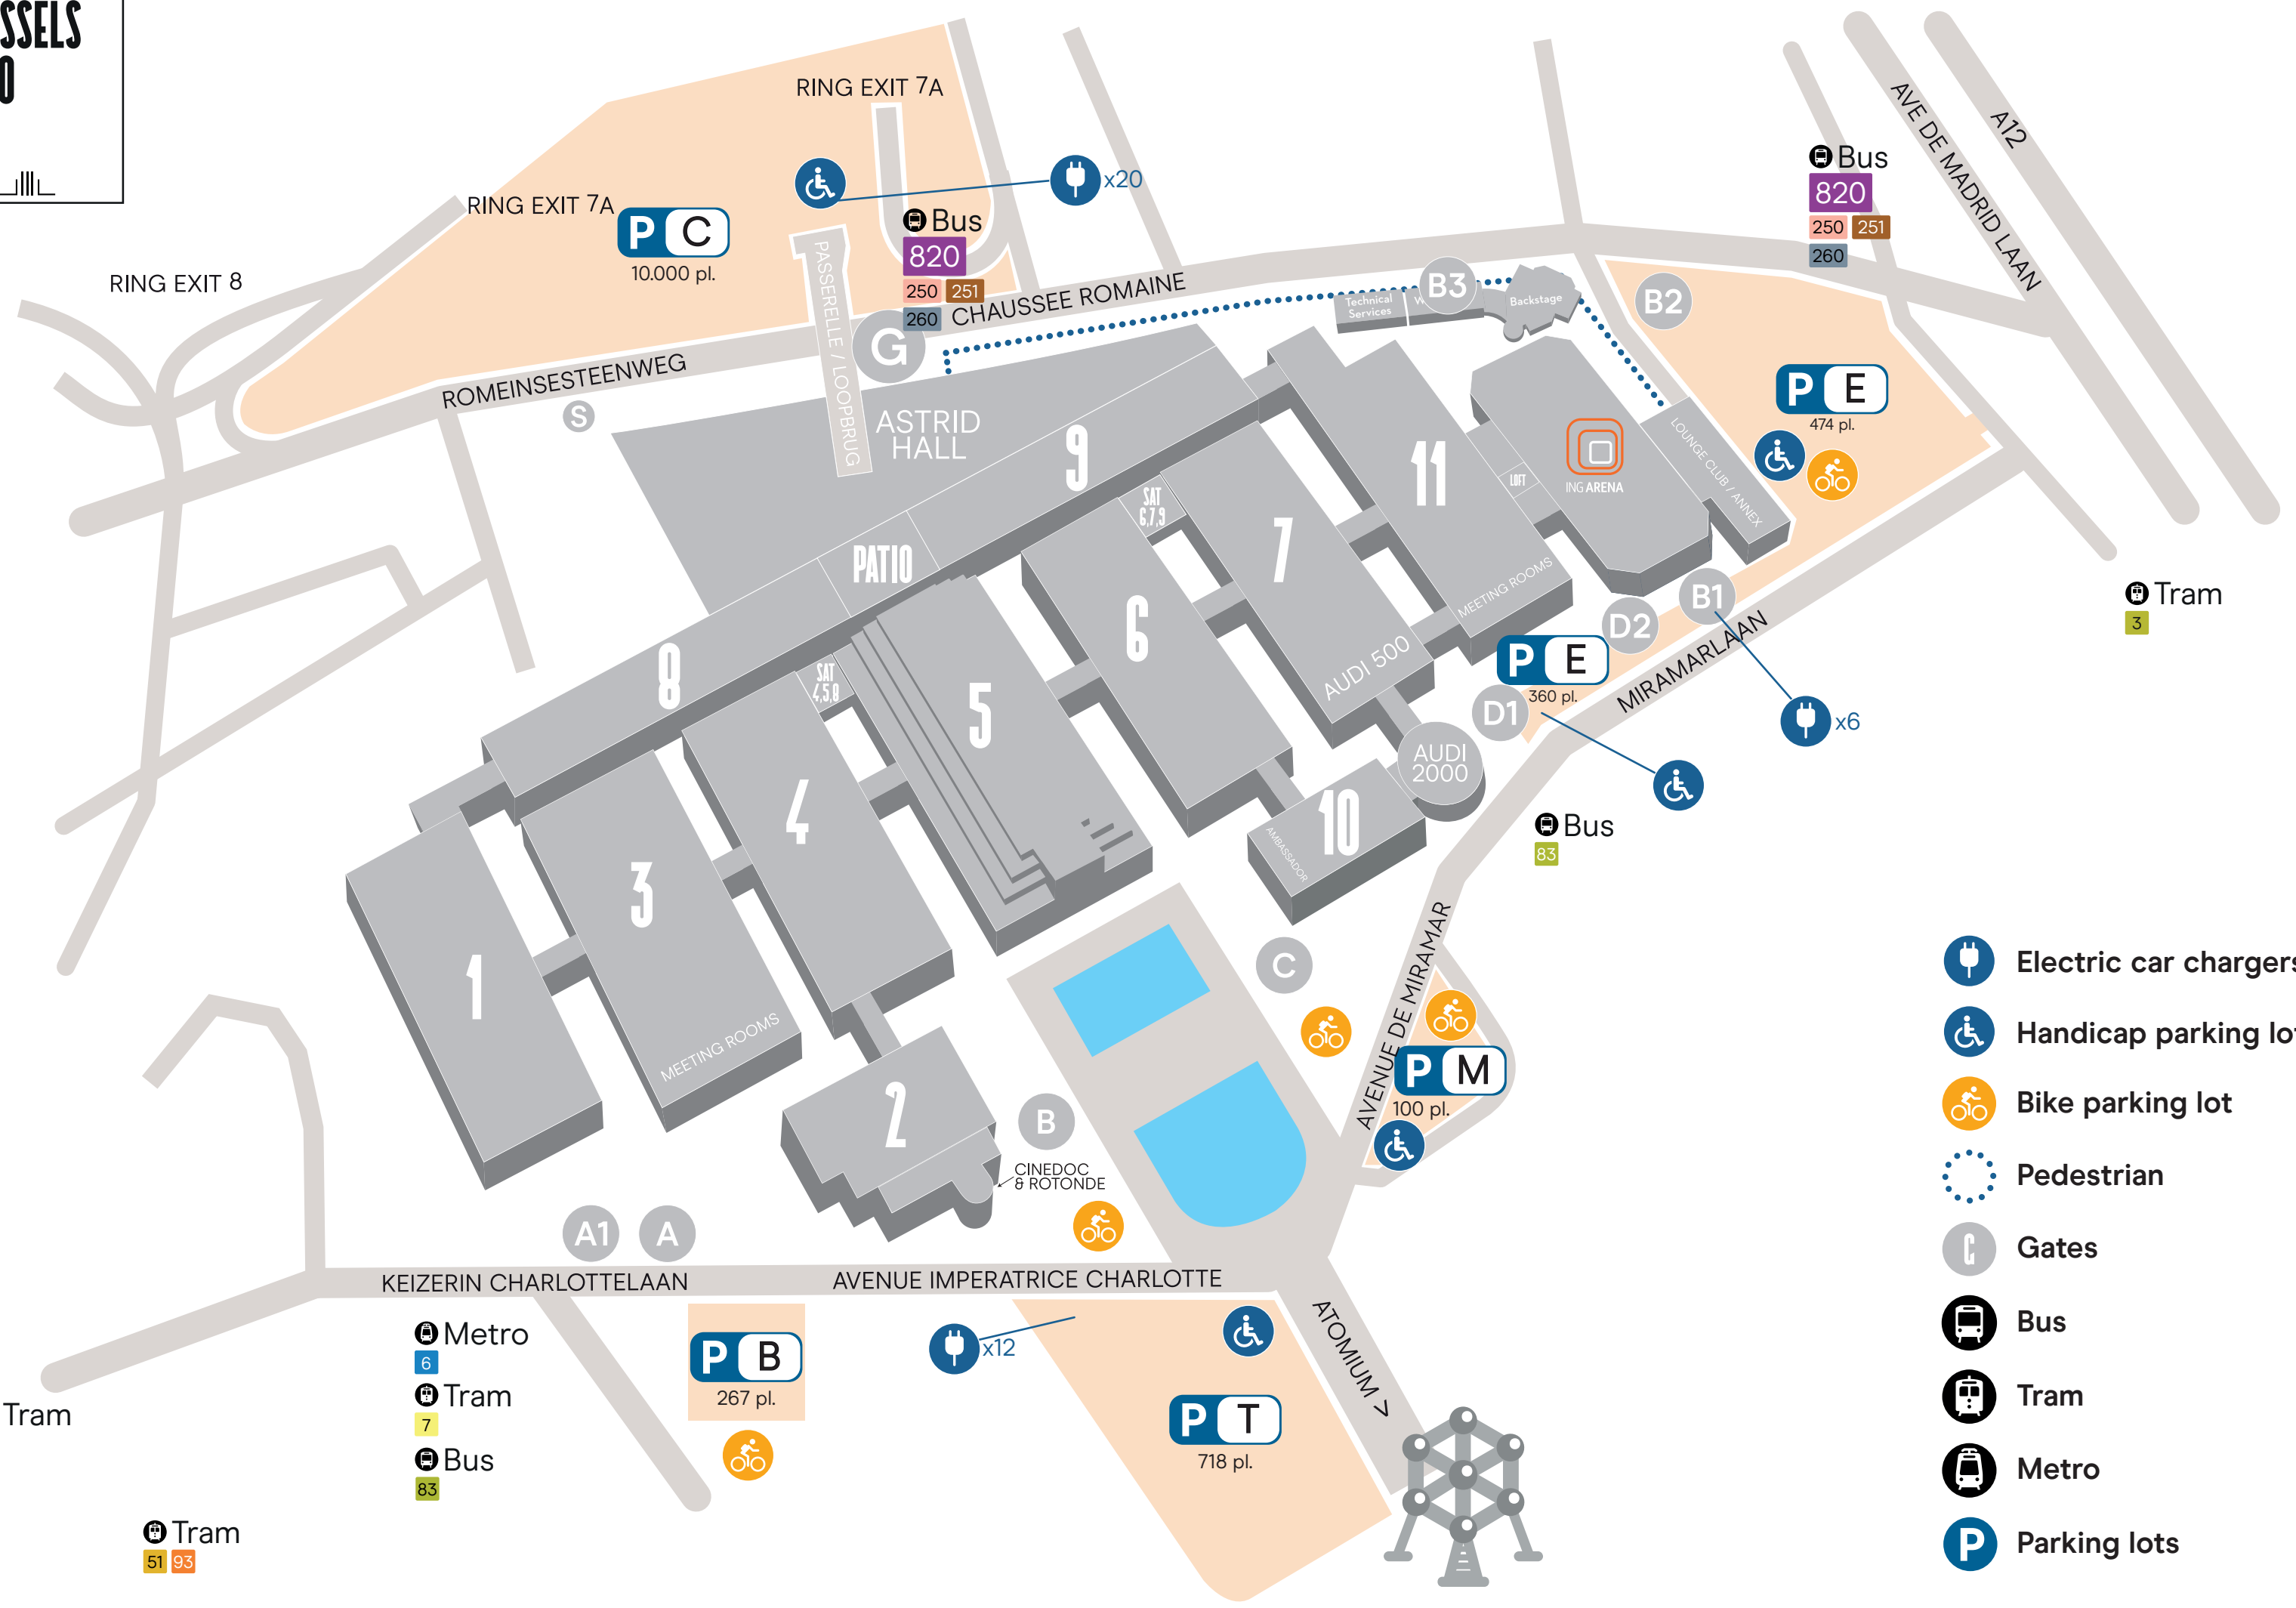 SSELS
O
RING EXIT 7A
RING EXIT 7A
RING EXIT 8
P C
10.000 pl.
x20
Bus
820
250 251
260
Bus
820
250 251
260
AVE DE MADRID LAAN
A12
CHAUSSEE ROMAINE
ROMEINSESTEENWEG
PASSERELLE / LOOPBRUG
G
S
ASTRID
HALL
Technical
Services
B3
Backstage
B2
P E
474 pl.
LOUNGE CLUB / ANNEX
ING ARENA
LOFT
11
9
SAT
6,7,9
7
PATIO
6
8
SAT
4,5,8
5
4
3
1
2
10
AMBASSADOR
AUDI 500
MEETING ROOMS
MEETING ROOMS
AUDI
2000
D2
B1
D1
P E
360 pl.
MIRAMARLAAN
x6
Tram
3
Bus
83
AVENUE DE MIRAMAR
C
P M
100 pl.
B
CINEDOC
& ROTONDE
A1
A
KEIZERIN CHARLOTTELAAN
AVENUE IMPERATRICE CHARLOTTE
ATOMIUM >
Metro
6
Tram
7
Bus
83
P B
267 pl.
x12
P T
718 pl.
Tram
Tram
51 93
Electric car chargers
Handicap parking lot
Bike parking lot
Pedestrian
C
Gates
Bus
Tram
Metro
P
Parking lots